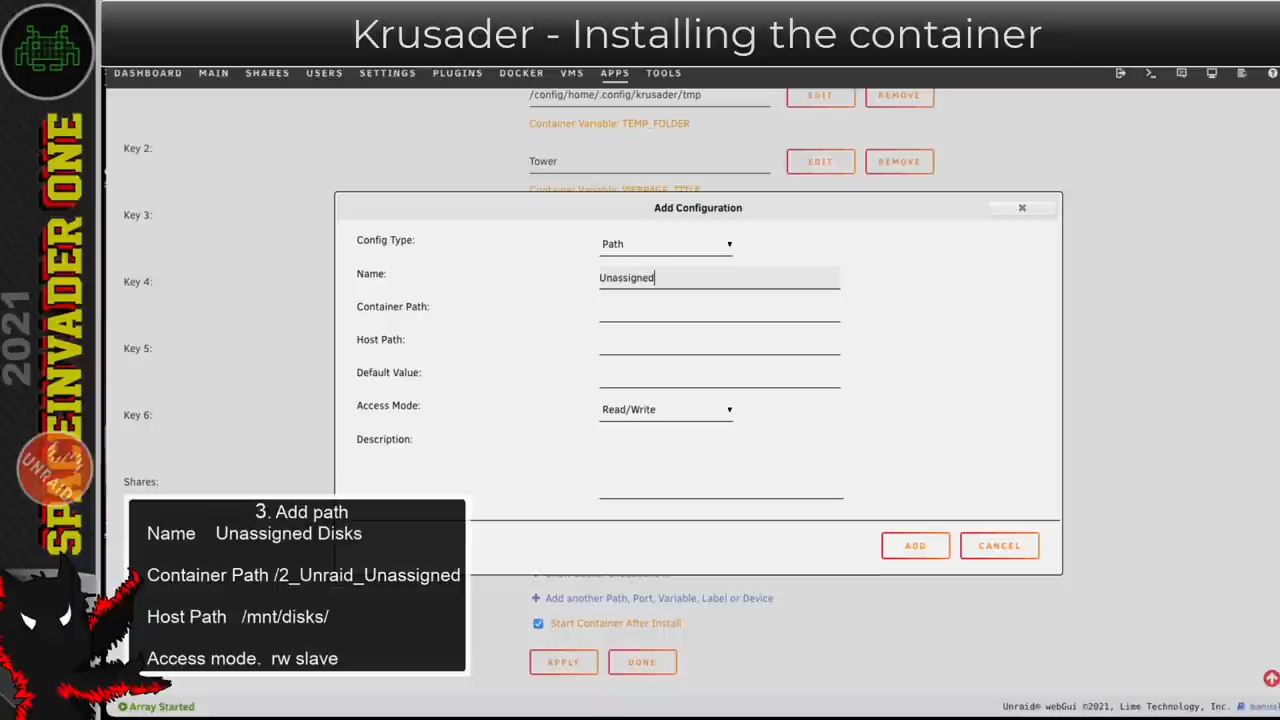 Krusader - Installing the container
DASHBOARD MAIN SHARES USERS SETTINGS PLUGINS DOCKER VMS APPS TOOLS
/config/home/.config/krusader/tmp EDIT REMOVE
Container Variable: TEMP_FOLDER
Key 2: Tower EDIT REMOVE
Container Variable: WEBPAGE_TITLE
Key 3:
Key 4:
Key 5:
Key 6:
Shares:
Add Configuration
Config Type: Path
Name: Unassigned
Container Path:
Host Path:
Default Value:
Access Mode: Read/Write
Description:
ADD CANCEL
+ Add another Path, Port, Variable, Label or Device
Start Container After Install
APPLY DONE
3. Add path
Name Unassigned Disks
Container Path /2_Unraid_Unassigned
Host Path /mnt/disks/
Access mode. rw slave
Array Started
Unraid® webGui ©2021, Lime Technology, Inc.
2021
SPACEINVADER ONE
UNRAID